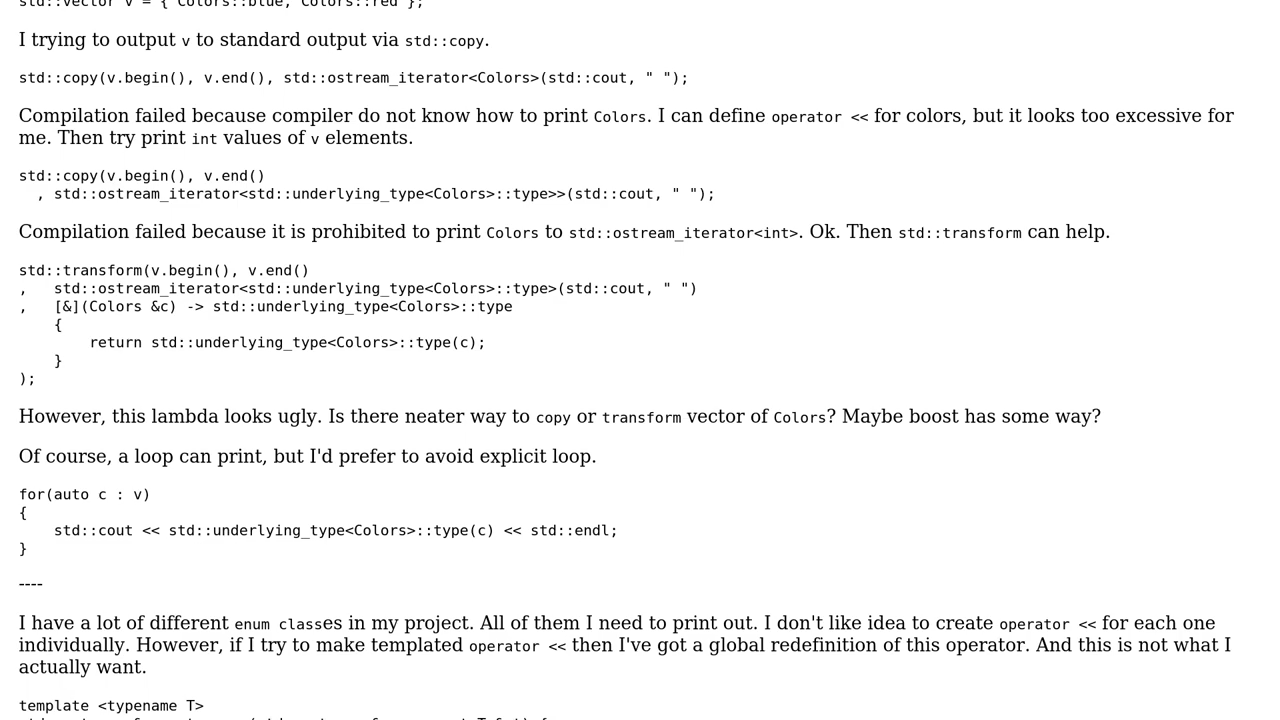 std::vector v = { Colors::blue, Colors::red };
I trying to output v to standard output via std::copy.
std::copy(v.begin(), v.end(), std::ostream_iterator<Colors>(std::cout, " ");
Compilation failed because compiler do not know how to print Colors. I can define operator << for colors, but it looks too excessive for
me. Then try print int values of v elements.
std::copy(v.begin(), v.end()
  , std::ostream_iterator<std::underlying_type<Colors>::type>>(std::cout, " ");
Compilation failed because it is prohibited to print Colors to std::ostream_iterator<int>. Ok. Then std::transform can help.
std::transform(v.begin(), v.end()
,   std::ostream_iterator<std::underlying_type<Colors>::type>(std::cout, " ")
,   [&](Colors &c) -> std::underlying_type<Colors>::type
    {
        return std::underlying_type<Colors>::type(c);
    }
);
However, this lambda looks ugly. Is there neater way to copy or transform vector of Colors? Maybe boost has some way?
Of course, a loop can print, but I'd prefer to avoid explicit loop.
for(auto c : v)
{
    std::cout << std::underlying_type<Colors>::type(c) << std::endl;
}
----
I have a lot of different enum classes in my project. All of them I need to print out. I don't like idea to create operator << for each one
individually. However, if I try to make templated operator << then I've got a global redefinition of this operator. And this is not what I
actually want.
template <typename T>